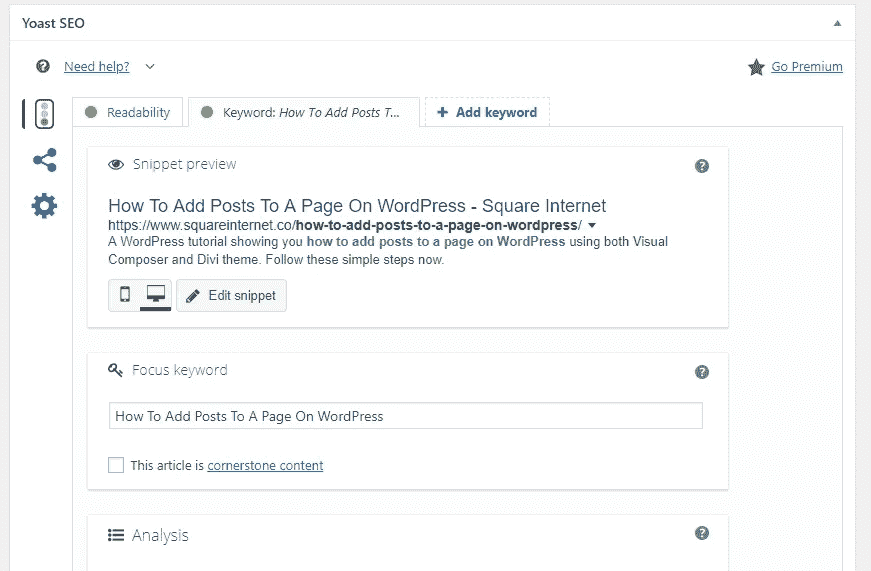 Yoast SEO
Need help?
Go Premium
Readability
Keyword: How To Add Posts T...
Add keyword
Snippet preview
How To Add Posts To A Page On WordPress - Square Internet
https://www.squareinternet.co/how-to-add-posts-to-a-page-on-wordpress/
A WordPress tutorial showing you how to add posts to a page on WordPress using both Visual
Composer and Divi theme. Follow these simple steps now.
Edit snippet
Focus keyword
How To Add Posts To A Page On WordPress
This article is cornerstone content
Analysis